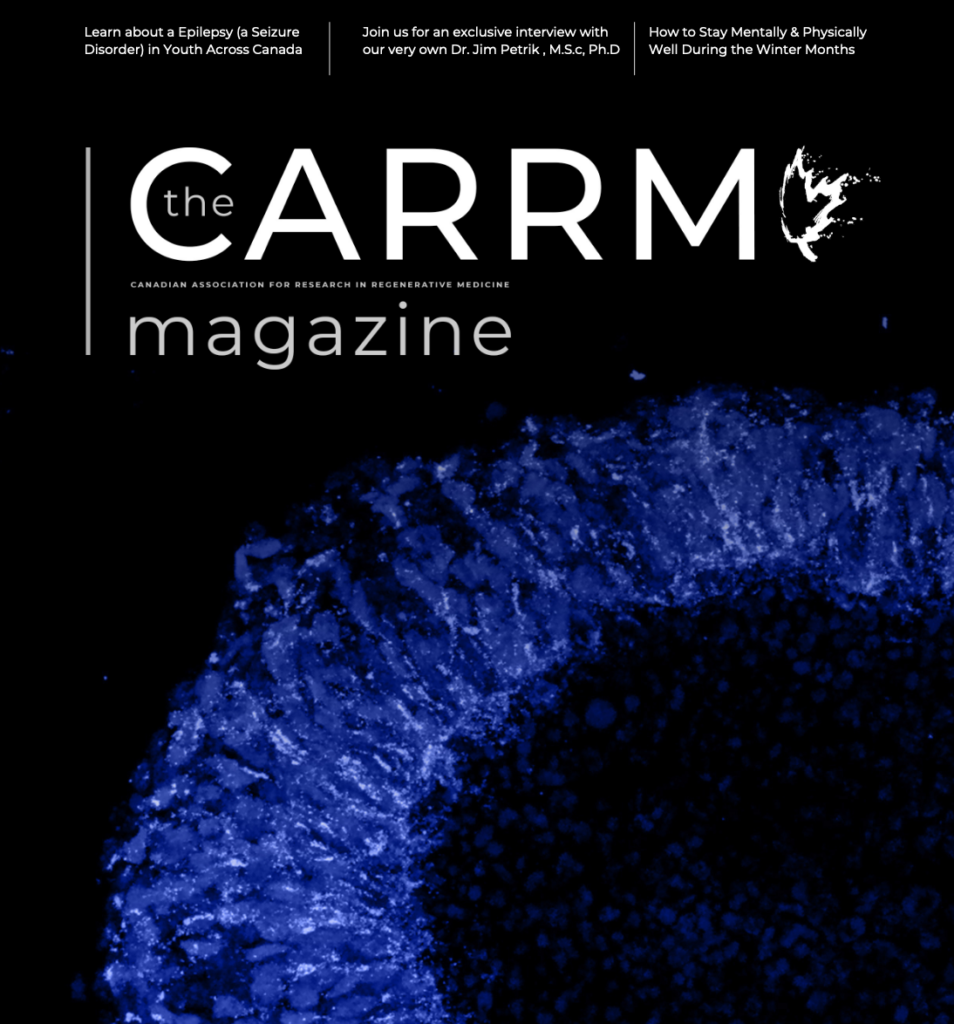 Learn about a Epilepsy (a Seizure
Disorder) in Youth Across Canada
Join us for an exclusive interview with
our very own Dr. Jim Petrik , M.S.c, Ph.D
How to Stay Mentally & Physically
Well During the Winter Months
the CARRM
CANADIAN ASSOCIATION FOR RESEARCH IN REGENERATIVE MEDICINE
magazine